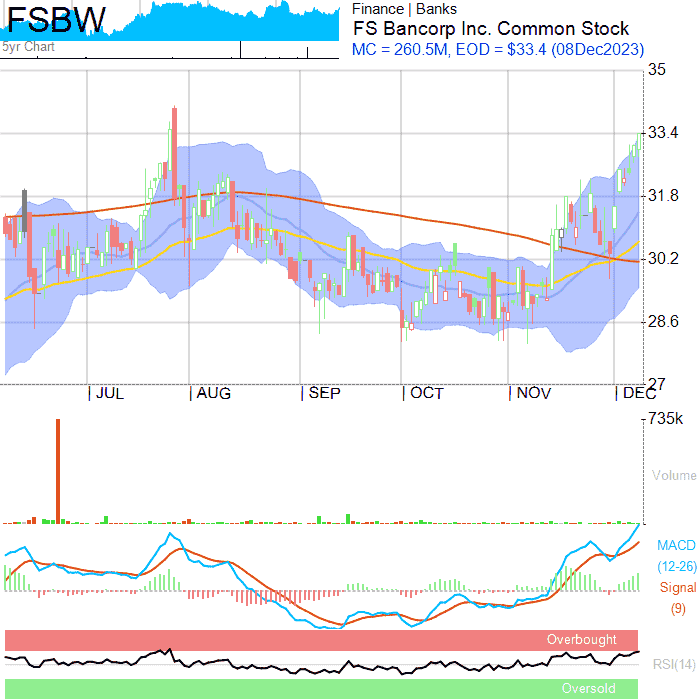 FSBW
5yr Chart
Finance | Banks
FS Bancorp Inc. Common Stock
MC = 260.5M, EOD = $33.4 (08Dec2023)
35
33.4
31.8
30.2
28.6
27
JUL AUG SEP OCT NOV DEC
735k
Volume
MACD
(12-26)
Signal
(9)
Overbought
RSI(14)
Oversold